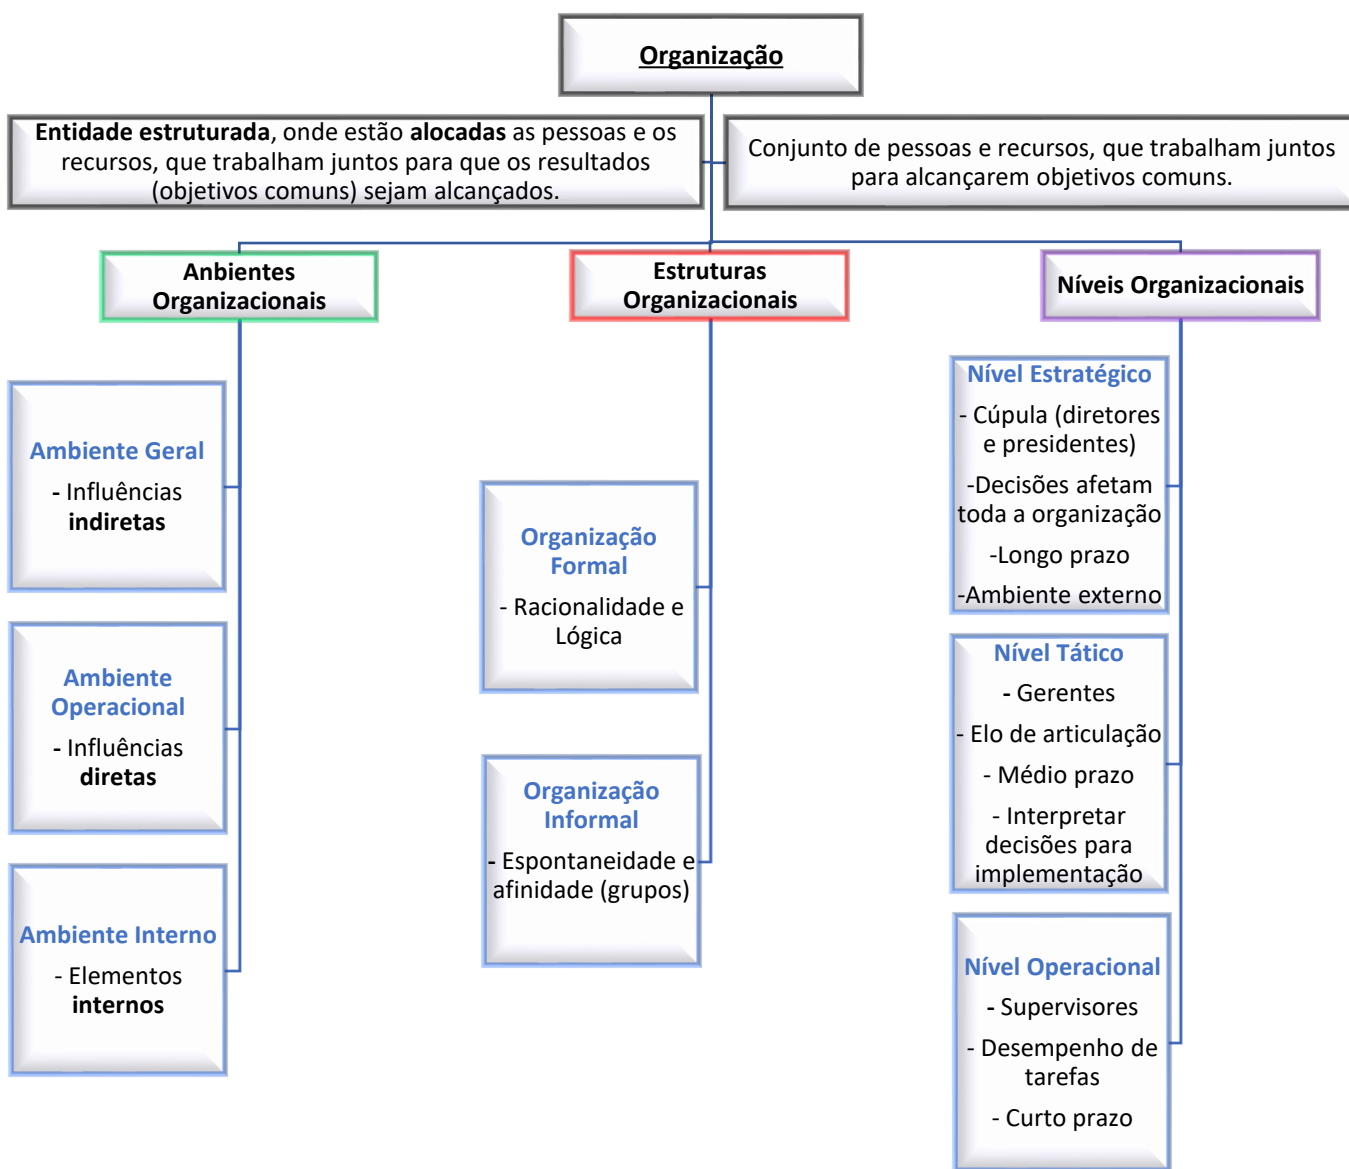 Organização
Entidade estruturada, onde estão alocadas as pessoas e os
recursos, que trabalham juntos para que os resultados
(objetivos comuns) sejam alcançados.
Conjunto de pessoas e recursos, que trabalham juntos
para alcançarem objetivos comuns.
Anbientes
Organizacionais
Ambiente Geral
- Influências
indiretas
Ambiente
Operacional
- Influências
diretas
Ambiente Interno
- Elementos
internos
Estruturas
Organizacionais
Organização
Formal
- Racionalidade e
Lógica
Organização
Informal
- Espontaneidade e
afinidade (grupos)
Níveis Organizacionais
Nível Estratégico
- Cúpula (diretores
e presidentes)
-Decisões afetam
toda a organização
-Longo prazo
-Ambiente externo
Nível Tático
- Gerentes
- Elo de articulação
- Médio prazo
- Interpretar
decisões para
implementação
Nível Operacional
- Supervisores
- Desempenho de
tarefas
- Curto prazo